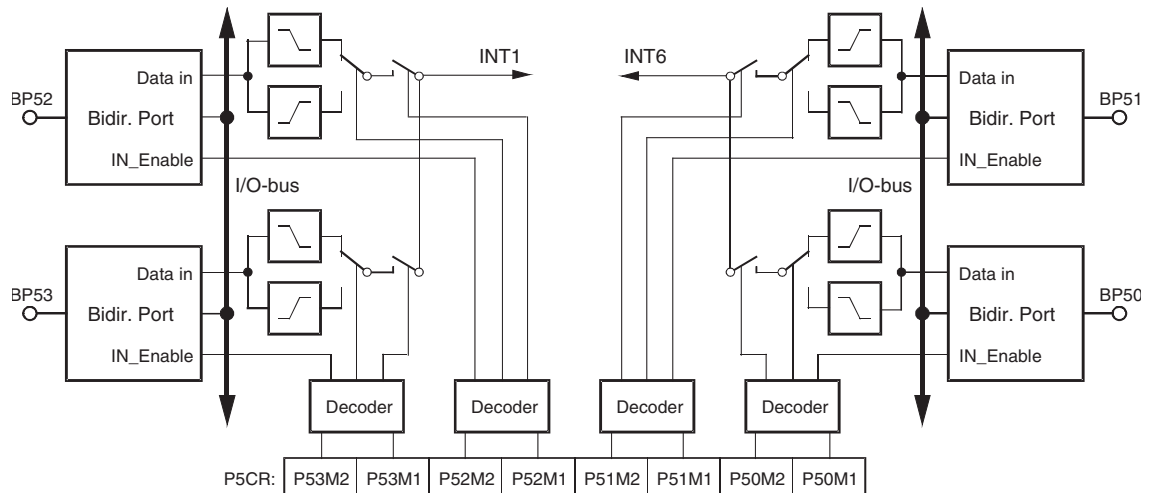 INT1 INT6
Data in Data in
BP52 BP51
Bidir. Port Bidir. Port
IN_Enable IN_Enable
I/O-bus I/O-bus
Data in Data in
BP53 BP50
Bidir. Port Bidir. Port
IN_Enable IN_Enable
Decoder Decoder Decoder Decoder
P5CR: P53M2 P53M1 P52M2 P52M1 P51M2 P51M1 P50M2 P50M1